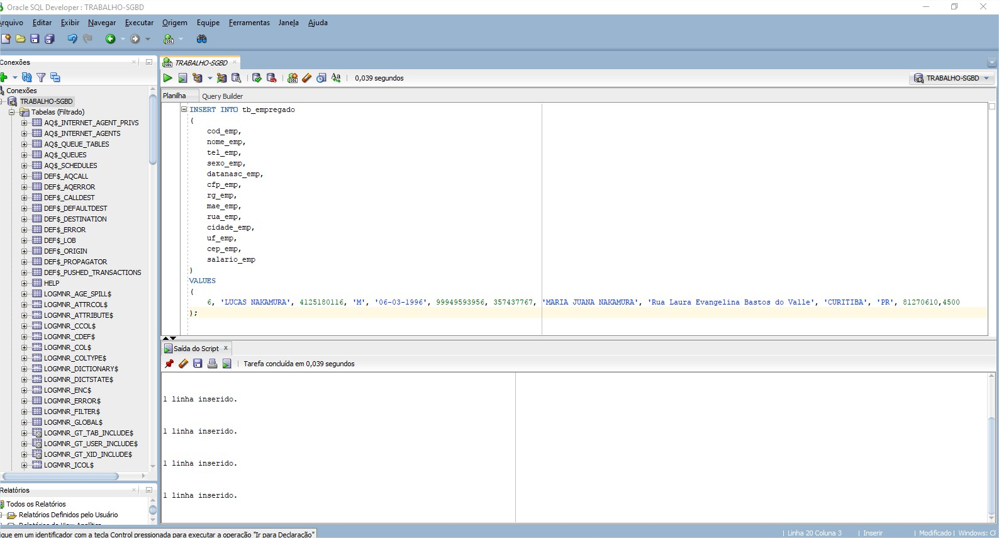 Oracle SQL Developer : TRABALHO-SGBD
rquivo Editar Exibir Navegar Executar Origem Equipe Ferramentas Janela Ajuda
Conexões
Conexões
TRABALHO-SGBD
Tabelas (Filtrado)
AQ$_INTERNET_AGENT_PRIVS
AQ$_INTERNET_AGENTS
AQ$_QUEUE_TABLES
AQ$_QUEUES
AQ$_SCHEDULES
DEF$_AQCALL
DEF$_AQERROR
DEF$_CALLDEST
DEF$_DEFAULTDEST
DEF$_DESTINATION
DEF$_ERROR
DEF$_LOB
DEF$_ORIGIN
DEF$_PROPAGATOR
DEF$_PUSHED_TRANSACTIONS
HELP
LOGMNR_AGE_SPILL$
LOGMNR_ATTRCOL$
LOGMNR_ATTRIBUTE$
LOGMNR_CCOL$
LOGMNR_CDEF$
LOGMNR_COL$
LOGMNR_COLTYPE$
LOGMNR_DICTIONARY$
LOGMNR_DICTSTATE$
LOGMNR_ENC$
LOGMNR_ERROR$
LOGMNR_FILTER$
LOGMNR_GLOBAL$
LOGMNR_GT_TAB_INCLUDE$
LOGMNR_GT_USER_INCLUDE$
LOGMNR_GT_XID_INCLUDE$
LOGMNR_ICOL$
Relatórios
Todos os Relatórios
Relatórios Definidos pelo Usuário
TRABALHO-SGBD
0,039 segundos
TRABALHO-SGBD
Planilha Query Builder
INSERT INTO tb_empregado
(
cod_emp,
nome_emp,
tel_emp,
sexo_emp,
datanasc_emp,
cfp_emp,
rg_emp,
mae_emp,
rua_emp,
cidade_emp,
uf_emp,
cep_emp,
salario_emp
)
VALUES
(
6, 'LUCAS NAKAMURA', 4125180116, 'M', '06-03-1996', 99949593956, 357437767, 'MARIA JUANA NAKAMURA', 'Rua Laura Evangelina Bastos do Valle', 'CURITIBA', 'PR', 81270610,4500
);
Saída do Script
Tarefa concluída em 0,039 segundos
1 linha inserido.
1 linha inserido.
1 linha inserido.
1 linha inserido.
ique em um identificador com a tecla Control pressionada para executar a operação "Ir para Declaração"
Linha 20 Coluna 3 Inserir Modificado Windows: CR